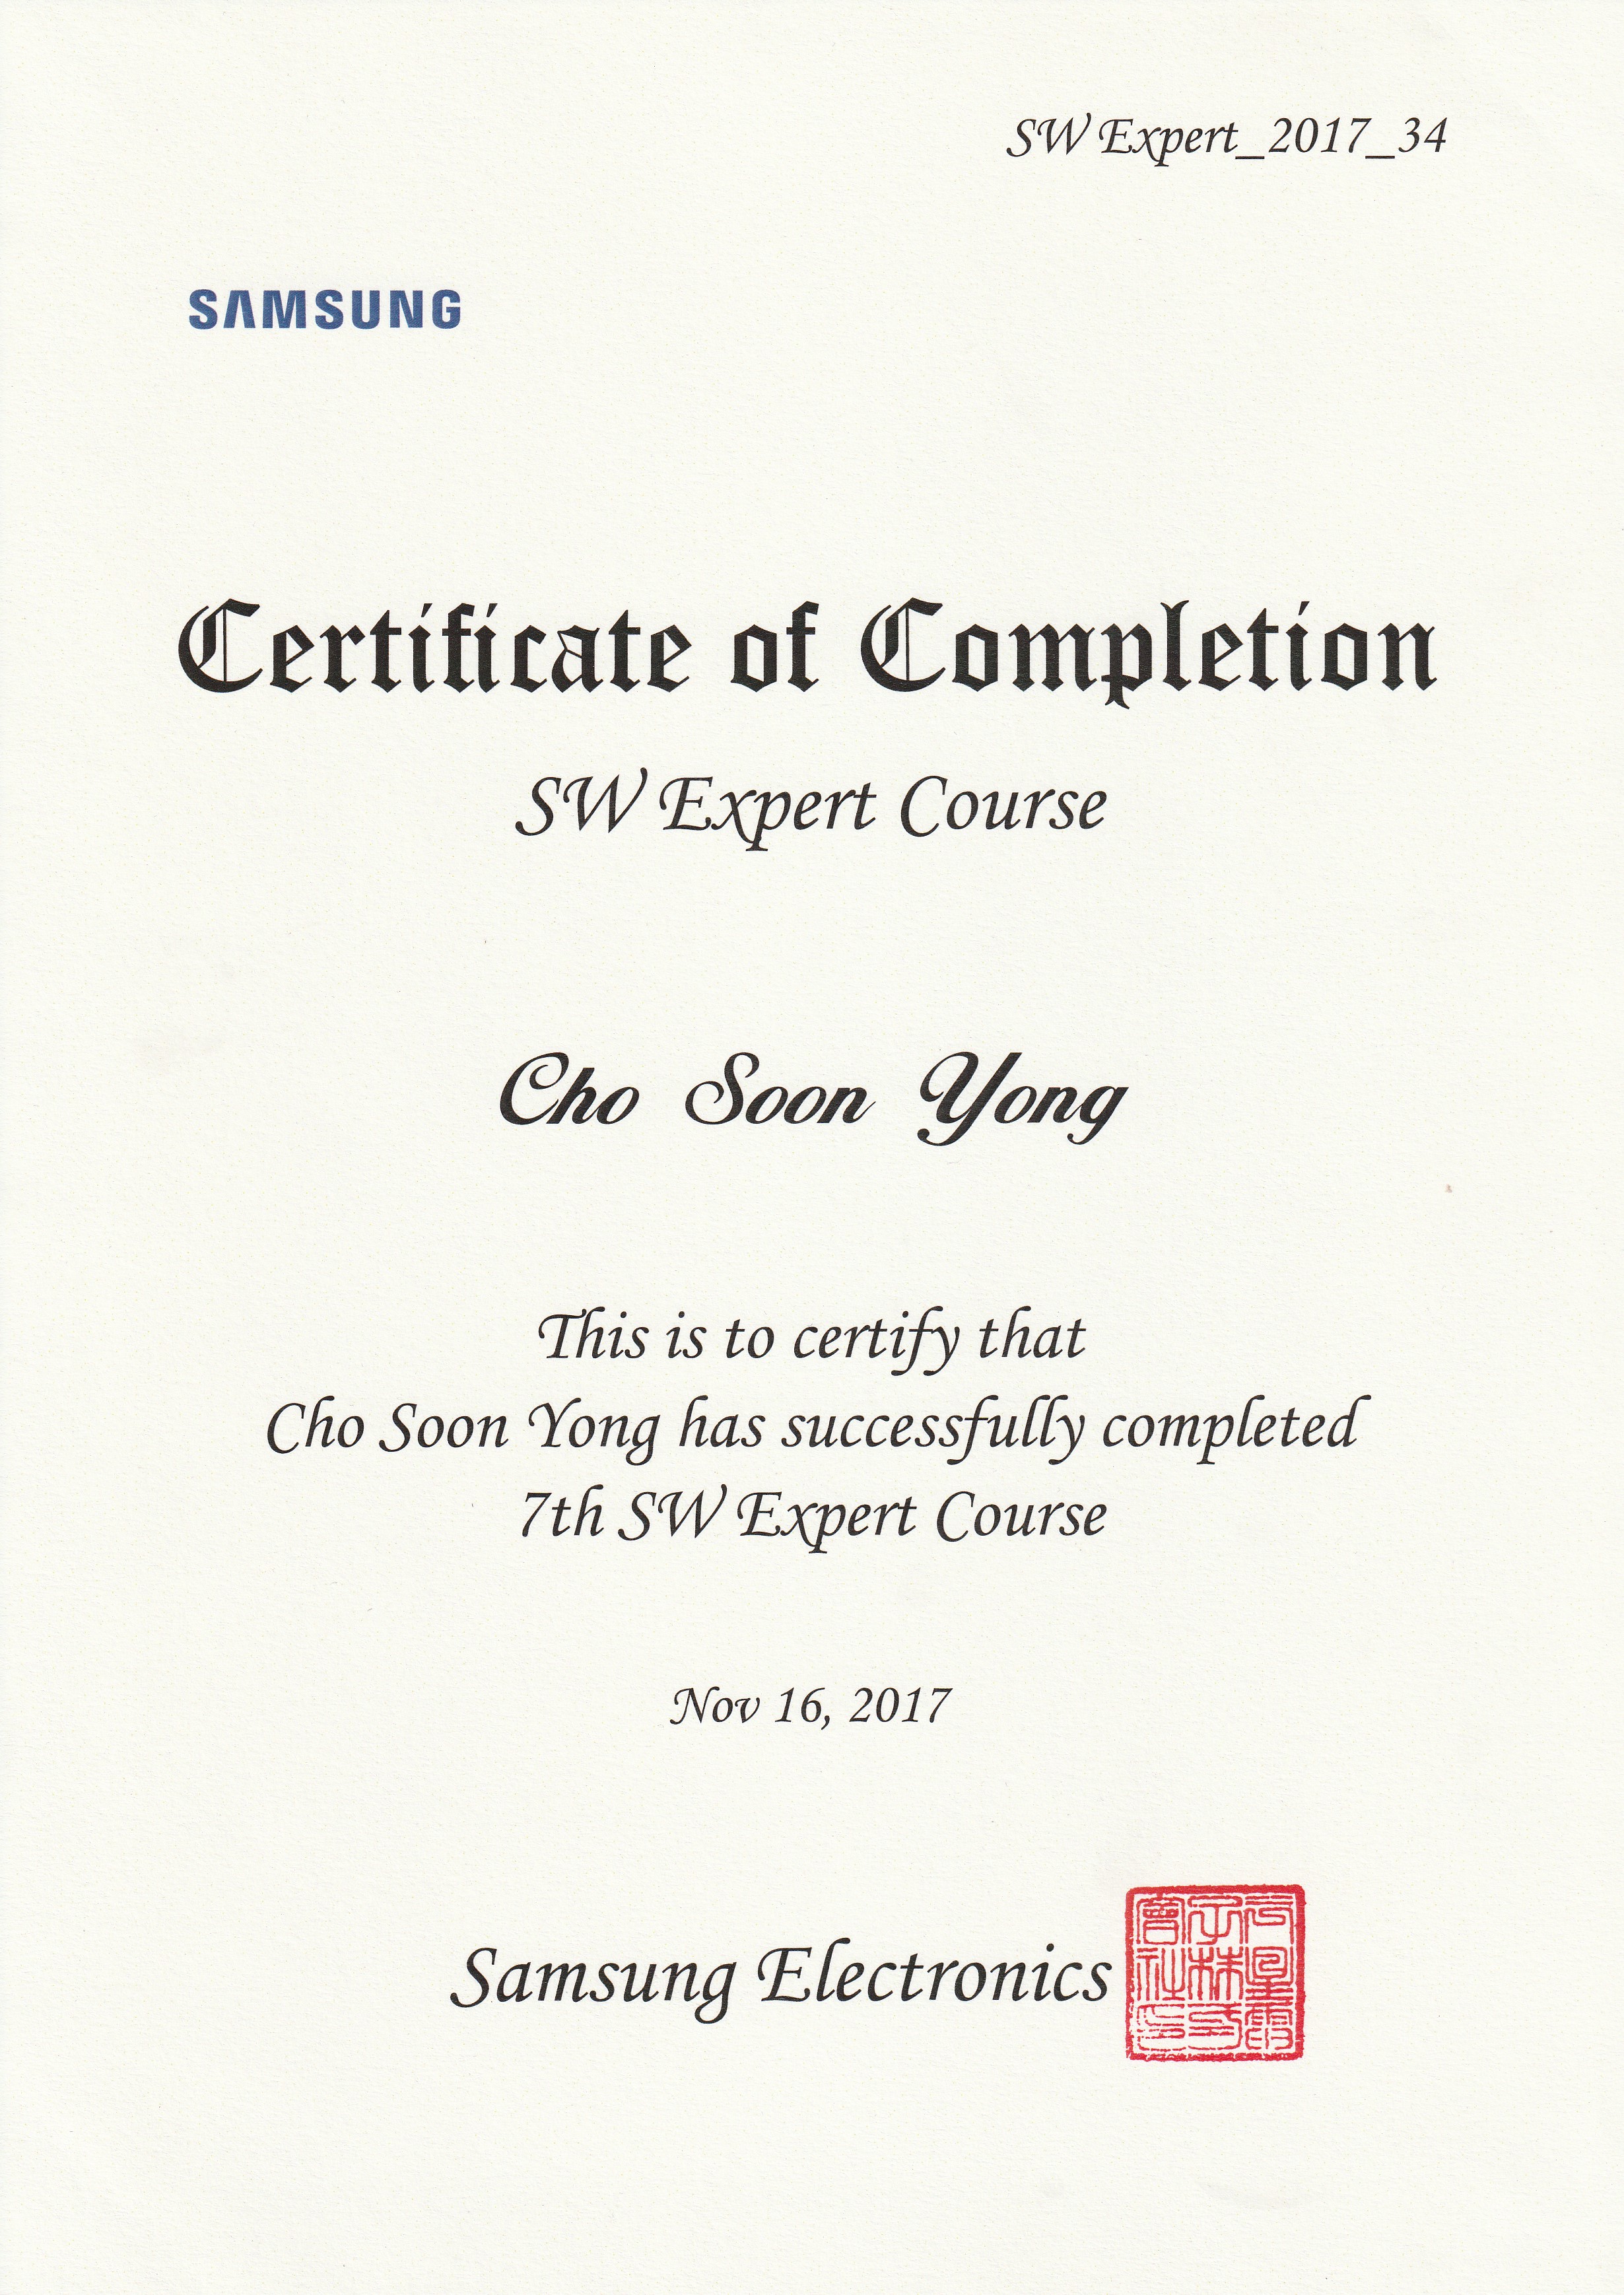 SW Expert_2017_34
SAMSUNG
Certificate of Completion
SW Expert Course
Cho Soon Yong
This is to certify that
Cho Soon Yong has successfully completed
7th SW Expert Course
Nov 16, 2017
Samsung Electronics